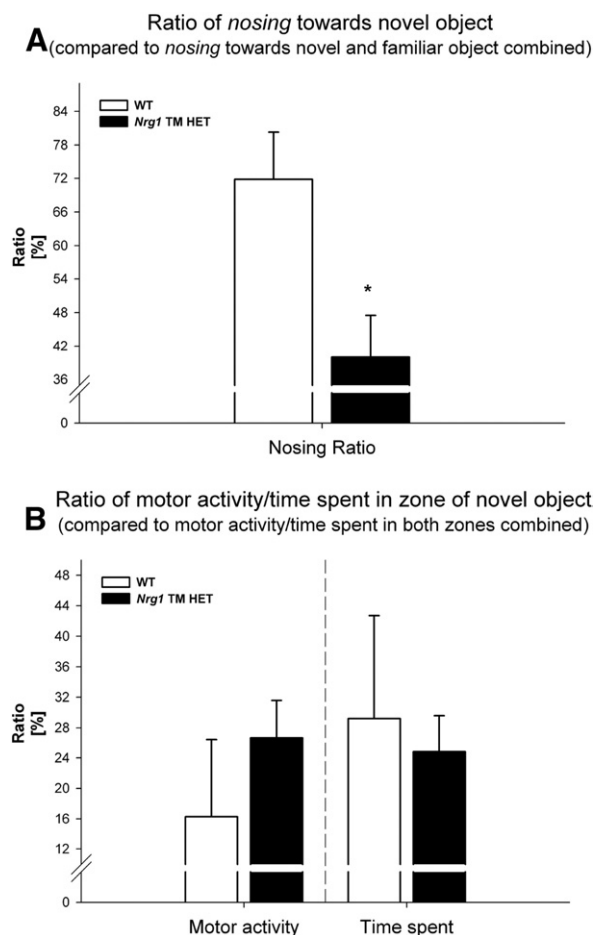 A
Ratio of nosing towards novel object
(compared to nosing towards novel and familiar object combined)
WT
Nrg1 TM HET
Ratio
[%]
84
78
72
66
60
54
48
42
36
0
*
Nosing Ratio
B
Ratio of motor activity/time spent in zone of novel object
(compared to motor activity/time spent in both zones combined)
WT
Nrg1 TM HET
Ratio
[%]
48
44
40
36
32
28
24
20
16
12
0
Motor activity
Time spent